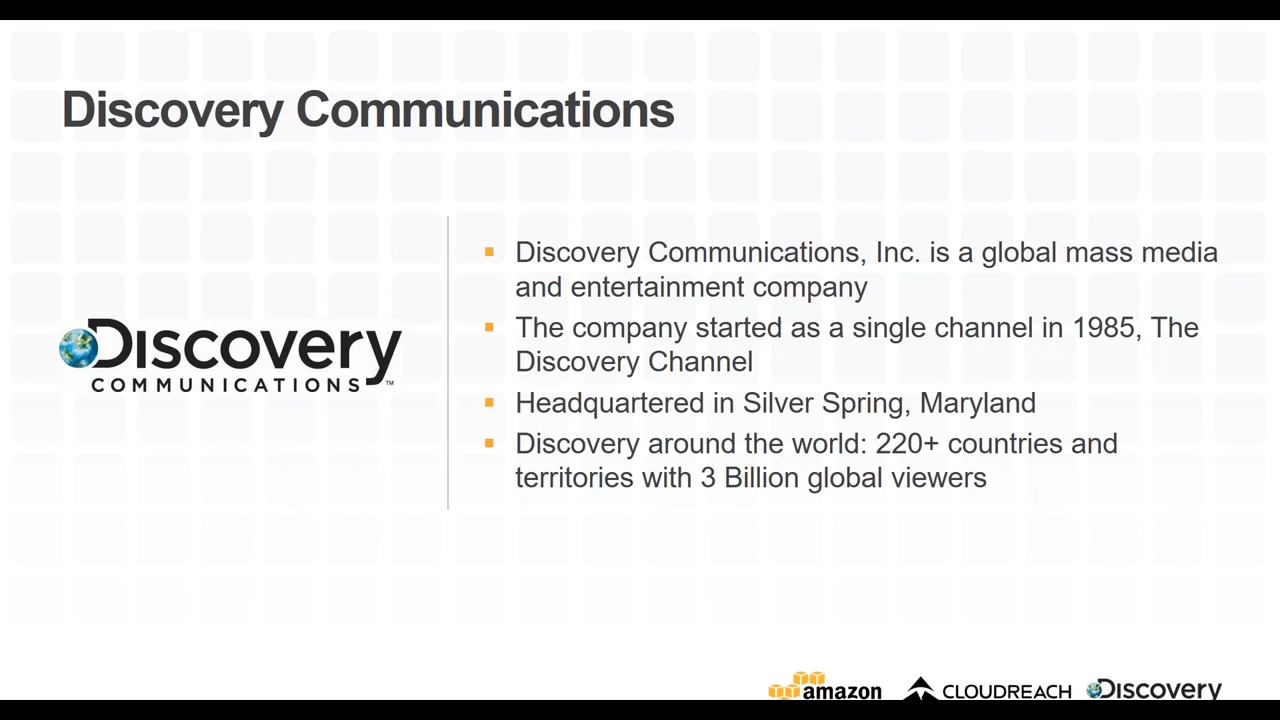 Discovery Communications
Discovery Communications, Inc. is a global mass media
and entertainment company
The company started as a single channel in 1985, The
Discovery Channel
Headquartered in Silver Spring, Maryland
Discovery around the world: 220+ countries and
territories with 3 Billion global viewers
Discovery
COMMUNICATIONS™
amazon CLOUDREACH Discovery